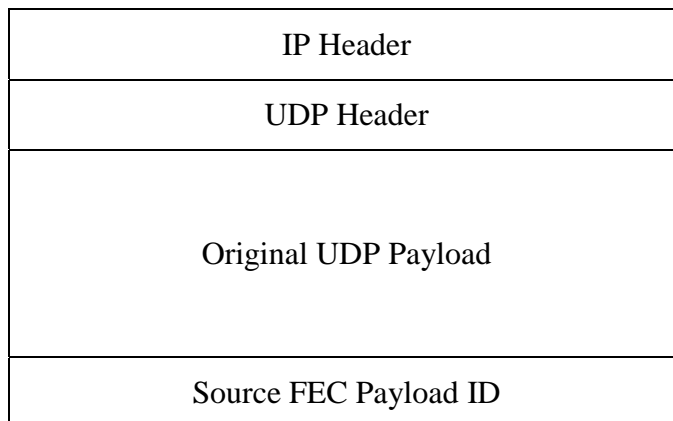 IP Header
UDP Header
Original UDP Payload
Source FEC Payload ID